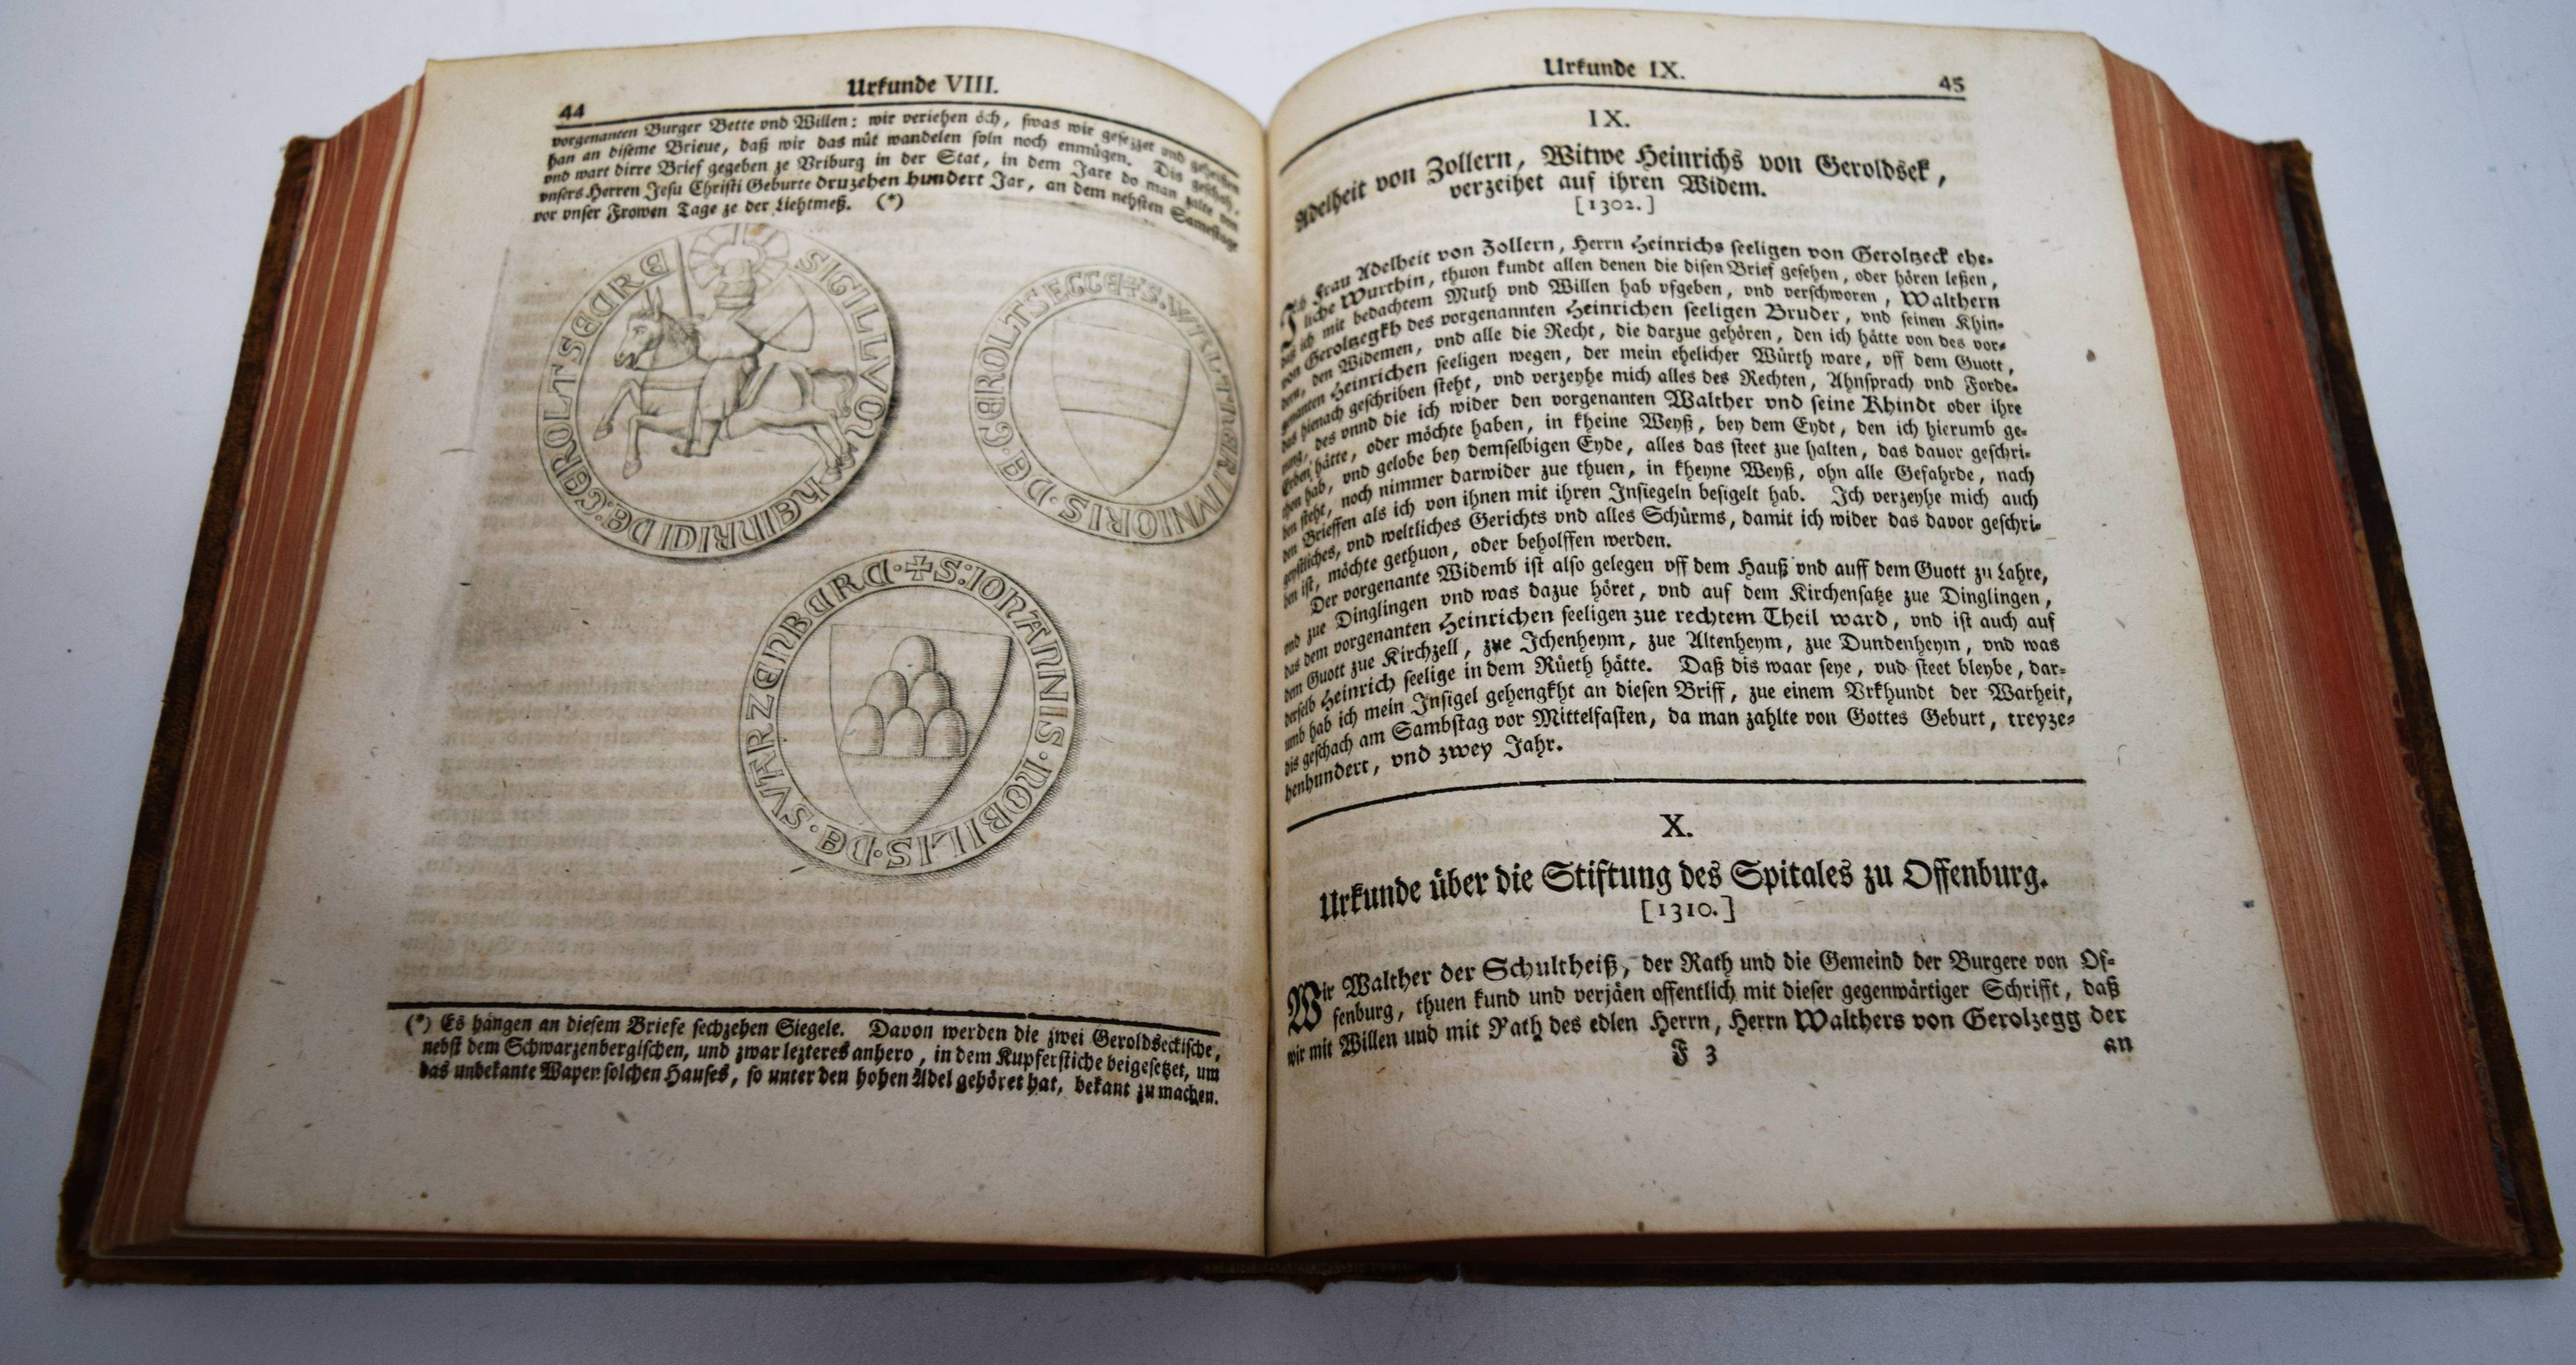 44
Urkunde VIII.
vorgenanten Burger Bette vnd Willen: wir veriehen öch, swas wir gesezzet vnd geheissen
han an diseme Brieue, daß wir das nüt wandelen soln noch enmügen. Dis geschah,
vnd wart dirre Brief gegeben ze Vriburg in der Stat, in dem Jare do man zalte von
vnsers Herren Jesu Christi Geburte druzehen hundert Jar, an dem nehsten Samestage
vor vnser Frowen Tage ze der Liehtmeß. (*)
SIGILLVM HEINRICI DE GEROLTSECKE
GEROLTSECGE + S. IVNIORIS · DE ·
+ S: IOHANNIS · NOBILIS · DE · SVARZENBERC ·
(*) Es hängen an diesem Briefe sechzehen Siegele. Davon werden die zwei Geroldseckische,
nebst dem Schwarzenbergischen, und zwar lezteres anhero, in dem Kupferstiche beigesetzet, um
das unbekante Wapen solchen Hauses, so unter den hohen Adel gehöret hat, bekant zu machen.
Urkunde IX.
45
IX.
Adelheit von Zollern, Witwe Heinrichs von Geroldsek,
verzeihet auf ihren Widem.
[1302.]
Ich Frau Adelheit von Zollern, Herrn Heinrichs seeligen von Geroltzeck ehe-
liche Wurthin, thuon kundt allen denen die disen Brief gesehen, oder hören leßen,
das ich mit bedachtem Muth vnd Willen hab vfgeben, vnd verschworen, Walthern
von Geroltzegkh des vorgenannten Heinrichen seeligen Bruder, vnd seinen Khin-
dern, den Widemen, vnd alle die Recht, die darzue gehören, den ich hätte von des vor-
genanten Heinrichen seeligen wegen, der mein ehelicher Würth ware, vff dem Guott,
das hienach geschriben steht, vnd verzeyhe mich alles des Rechten, Ahnsprach vnd Forde-
rung, des vnnd die ich wider den vorgenanten Walther vnd seine Khindt oder ihre
Erben hätte, oder möchte haben, in kheine Weyß, bey dem Eydt, den ich hierumb ge-
then hab, vnd gelobe bey demselbigen Eyde, alles das steet zue halten, das dauor geschri-
ben steht, noch nimmer darwider zue thuen, in kheyne Weyß, ohn alle Gefahrde, nach
den Brieffen als ich von ihnen mit ihren Insiegeln besigelt hab. Ich verzeyhe mich auch
geystliches, vnd weltliches Gerichts vnd alles Schürms, damit ich wider das davor geschri-
ben ist, möchte gethuon, oder beholffen werden.
Der vorgenante Widemb ist also gelegen vff dem Hauß vnd auff dem Guott zu Lahre,
vnd zue Dinglingen vnd was dazue höret, vnd auf dem Kirchensatze zue Dinglingen,
das dem vorgenanten Heinrichen seeligen zue rechtem Theil ward, vnd ist auch auf
dem Guott zue Kirchzell, zue Ichenheym, zue Altenheym, zue Dundenheym, vnd was
derselb Heinrich seelige in dem Rüeth hätte. Daß dis waar seye, vud steet bleybe, dar-
umb hab ich mein Insigel gehengkht an diesen Briff, zue einem Vrkhundt der Warheit,
dis geschach am Sambstag vor Mittelfasten, da man zahlte von Gottes Geburt, treyze-
henhundert, vnd zwey Jahr.
X.
Urkunde über die Stiftung des Spitales zu Offenburg.
[1310.]
Wir Walther der Schultheiß, der Rath und die Gemeind der Burgere von Of-
fenburg, thuen kund und verjäen offentlich mit dieser gegenwärtiger Schrifft, daß
wir mit Willen und mit Rath des edlen Herrn, Herrn Walthers von Gerolzegg der
F 3
an